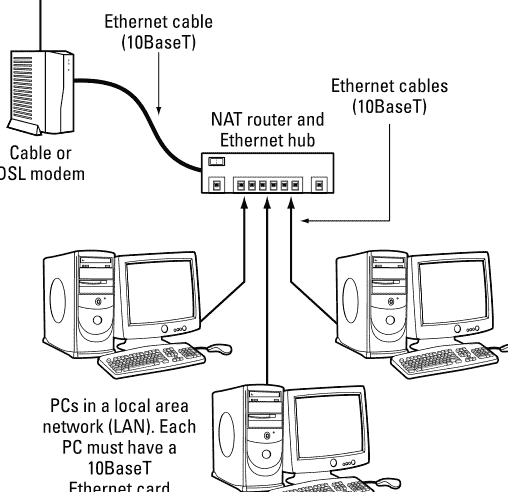 Ethernet cable
(10BaseT)
Ethernet cables
(10BaseT)
NAT router and
Ethernet hub
Cable or
DSL modem
PCs in a local area
network (LAN). Each
PC must have a
10BaseT
Ethernet card